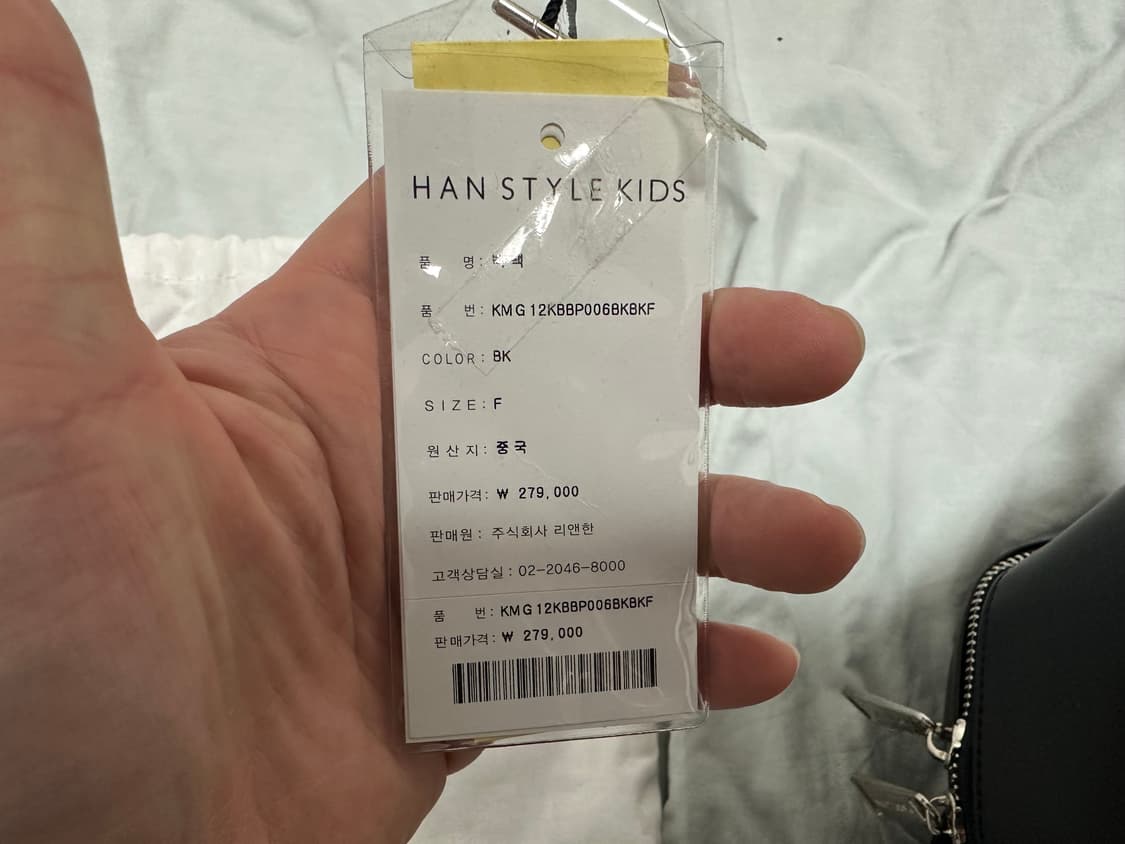 HAN STYLE KIDS
품 명:
품 번: KMG12KBBP006BKBKF
COLOR: BK
SIZE: F
원산지: 중국
판매가격: ₩ 279,000
판매원: 주식회사 리앤한
고객상담실: 02-2046-8000
품 번: KMG12KBBP006BKBKF
판매가격: ₩ 279,000